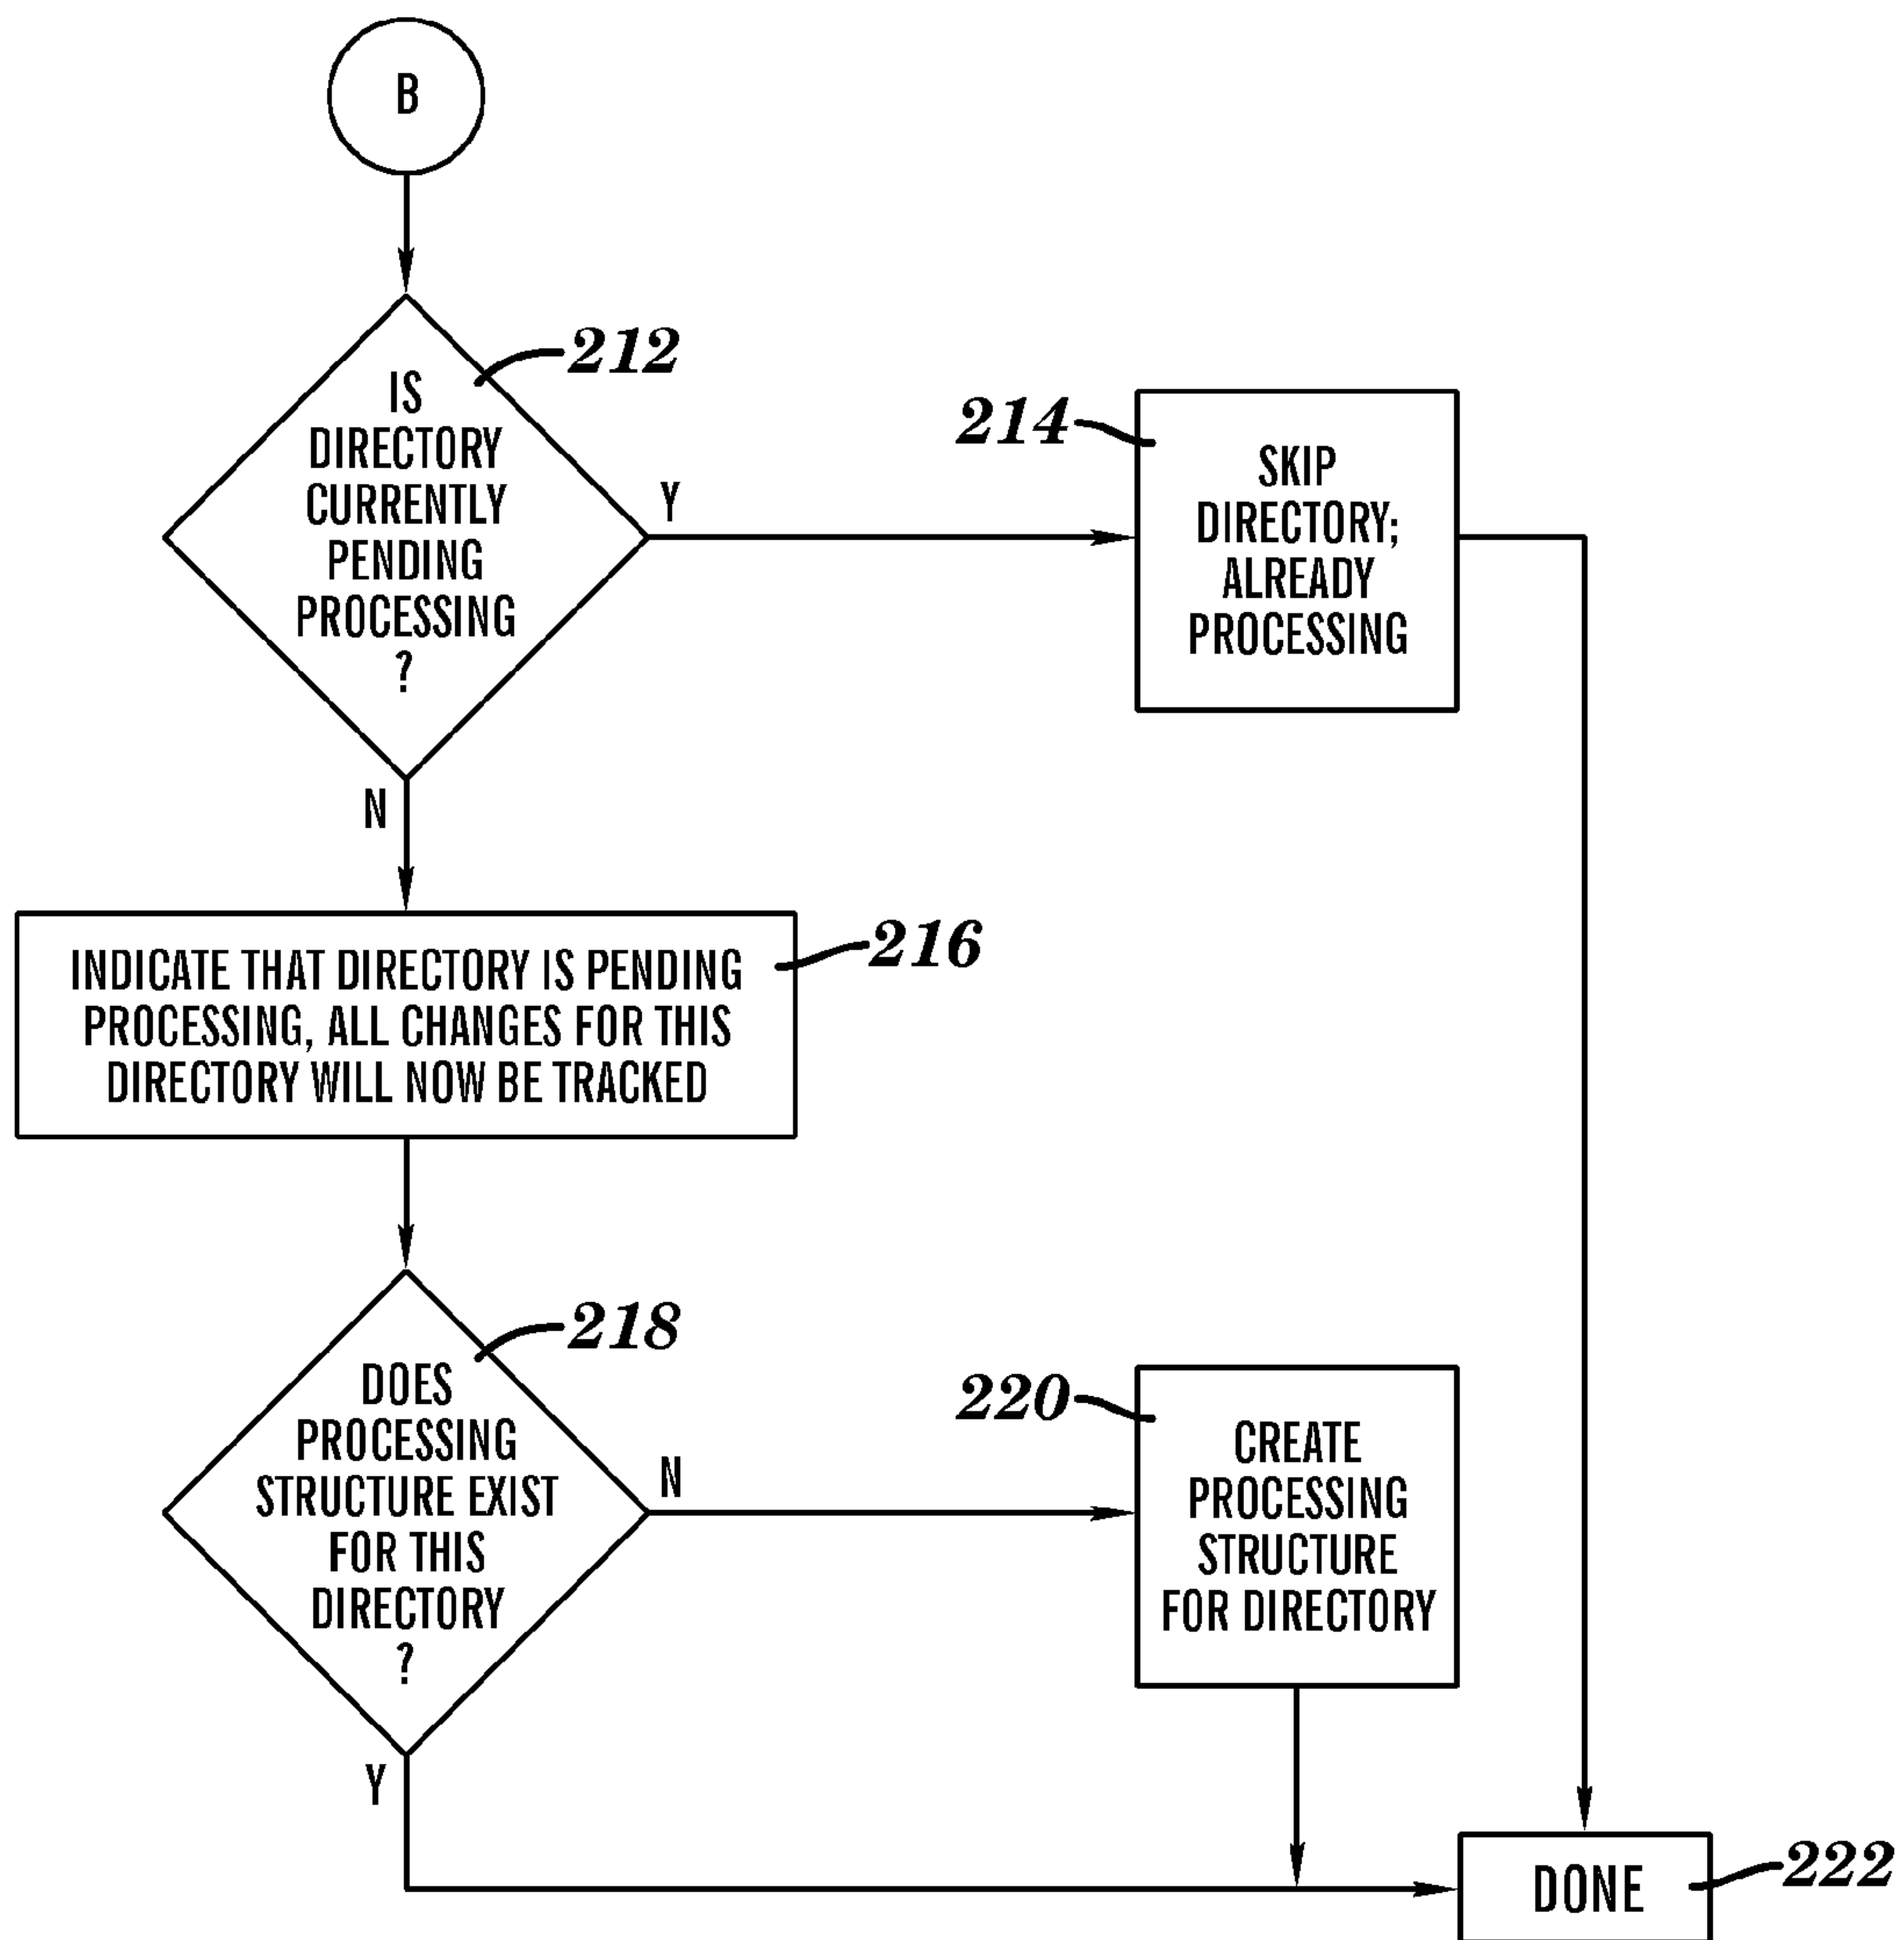 B
212
IS
DIRECTORY
CURRENTLY
PENDING
PROCESSING
?
Y
N
214
SKIP
DIRECTORY;
ALREADY
PROCESSING
216
INDICATE THAT DIRECTORY IS PENDING
PROCESSING, ALL CHANGES FOR THIS
DIRECTORY WILL NOW BE TRACKED
218
DOES
PROCESSING
STRUCTURE EXIST
FOR THIS
DIRECTORY
?
N
Y
220
CREATE
PROCESSING
STRUCTURE
FOR DIRECTORY
DONE
222